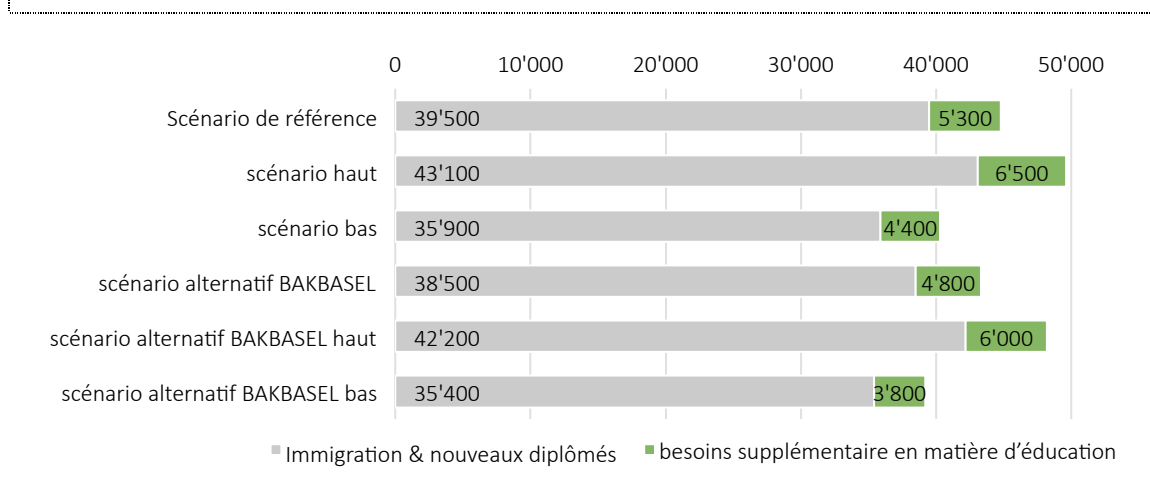 0 10'000 20'000 30'000 40'000 50'000
Scénario de référence 39'500 5'300
scénario haut 43'100 6'500
scénario bas 35'900 4'400
scénario alternatif BAKBASEL 38'500 4'800
scénario alternatif BAKBASEL haut 42'200 6'000
scénario alternatif BAKBASEL bas 35'400 3'800
Immigration & nouveaux diplômés besoins supplémentaire en matière d’éducation